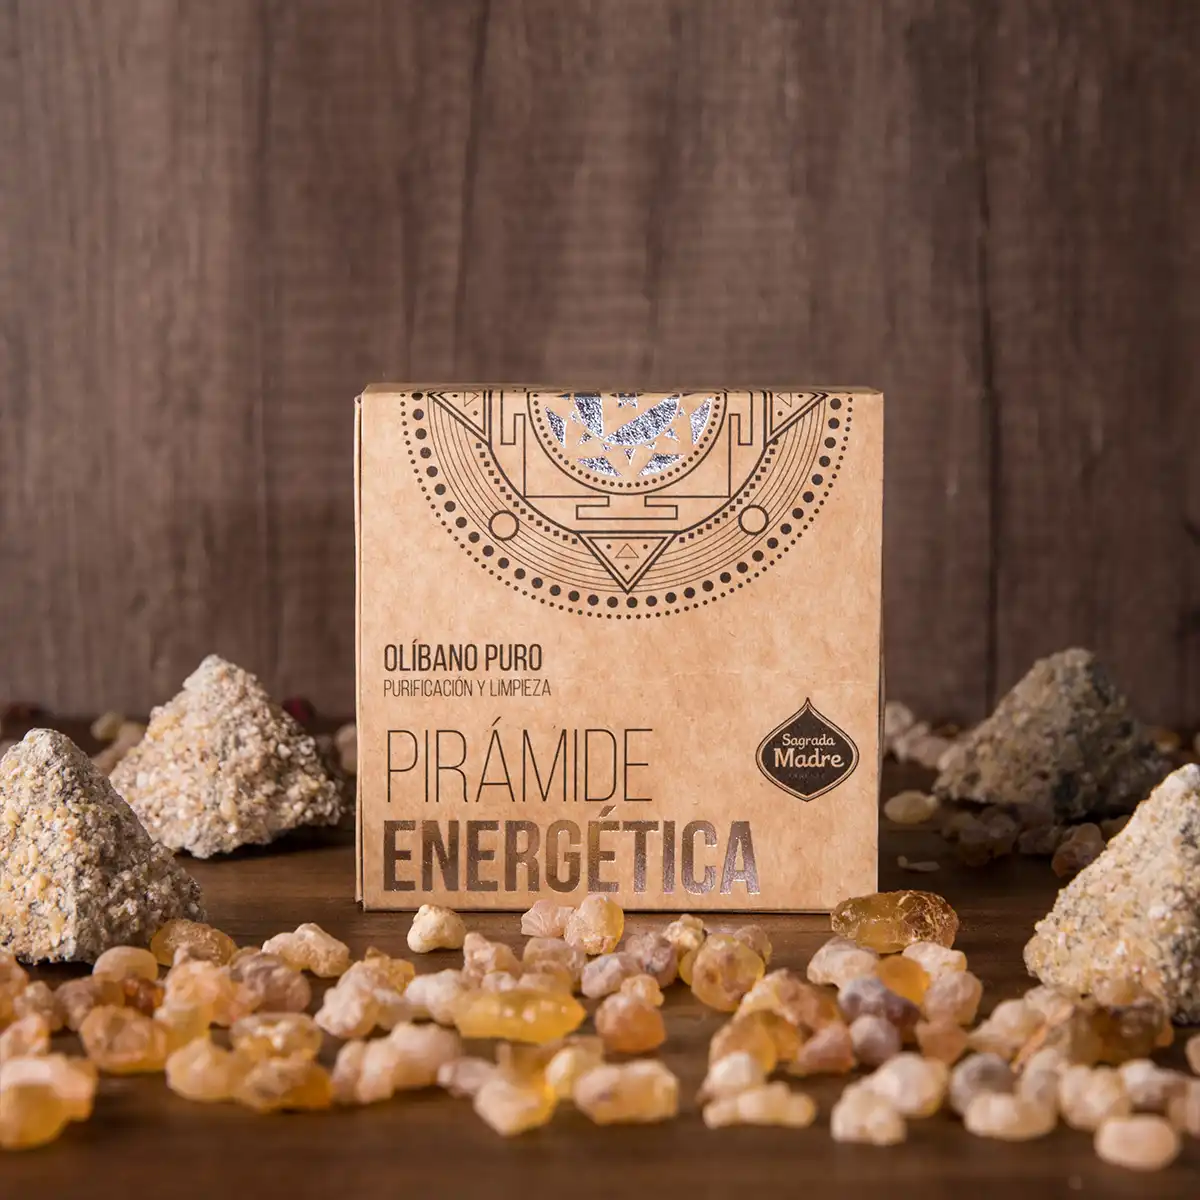 OLÍBANO PURO
PURIFICACIÓN Y LIMPIEZA
PIRÁMIDE
ENERGÉTICA
Sagrada
Madre